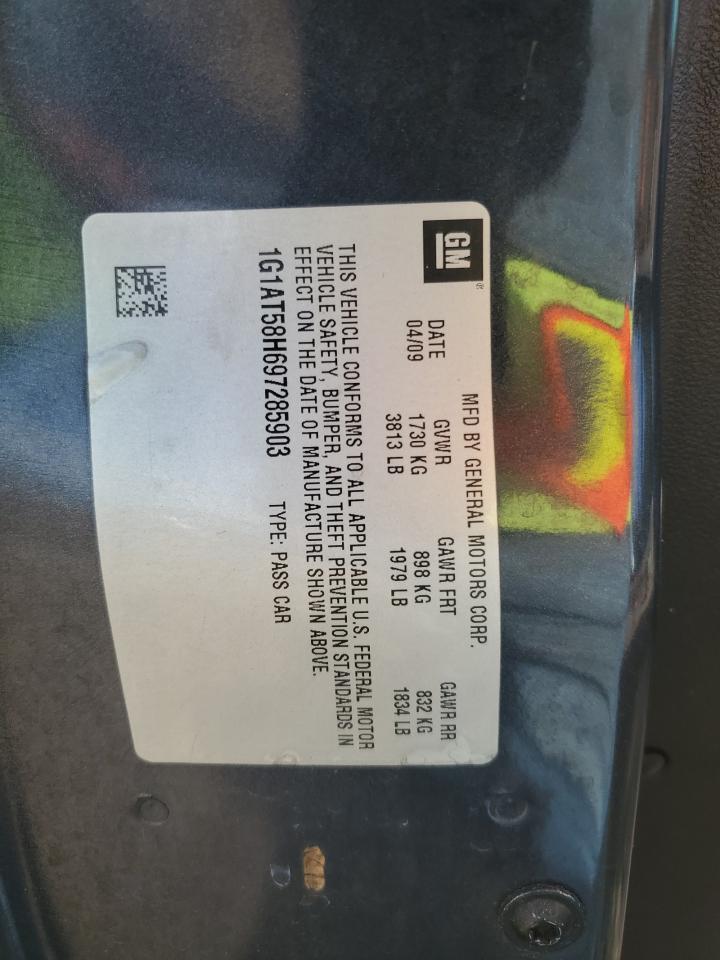 GM
MFD BY GENERAL MOTORS CORP.
DATE GVWR GAWR FRT GAWR RR
04/09 1730 KG 898 KG 832 KG
3813 LB 1979 LB 1834 LB
THIS VEHICLE CONFORMS TO ALL APPLICABLE U.S. FEDERAL MOTOR
VEHICLE SAFETY, BUMPER, AND THEFT PREVENTION STANDARDS IN
EFFECT ON THE DATE OF MANUFACTURE SHOWN ABOVE.
1G1AT58H697285903 TYPE: PASS CAR